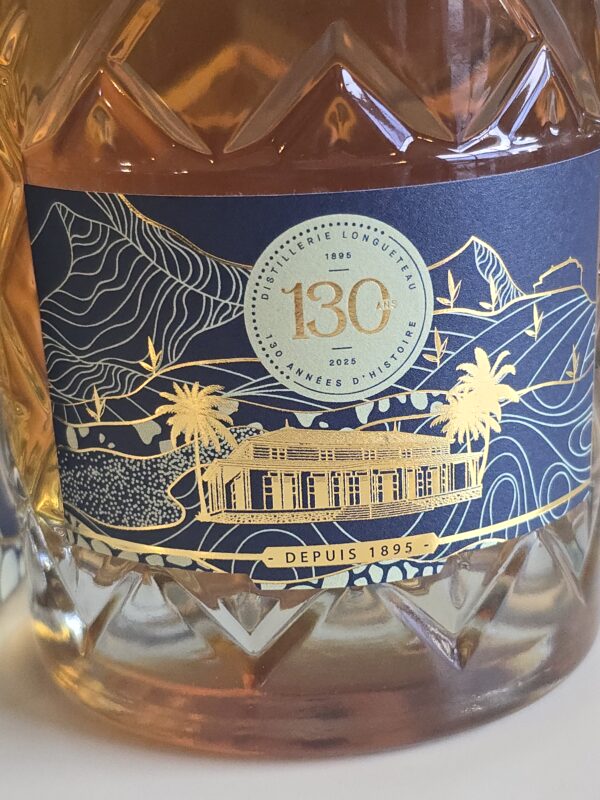 DISTILLERIE LONGUETEAU
1895
130 ANS
2025
130 ANNÉES D'HISTOIRE
- DEPUIS 1895 -